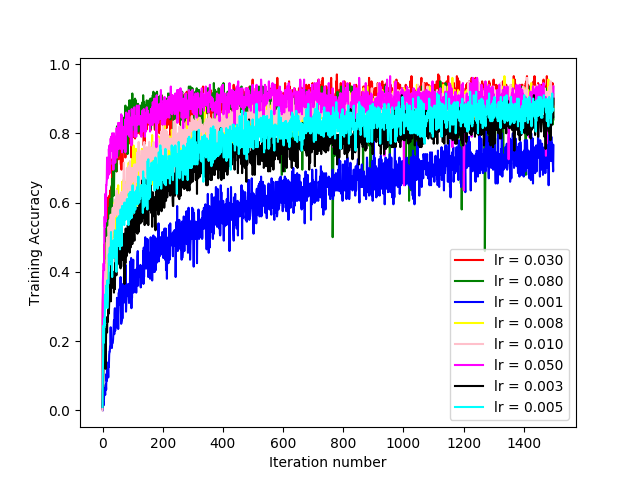 1.0
0.8
0.6
0.4
0.2
0.0
Training Accuracy
lr = 0.030
lr = 0.080
lr = 0.001
lr = 0.008
lr = 0.010
lr = 0.050
lr = 0.003
lr = 0.005
0 200 400 600 800 1000 1200 1400
Iteration number